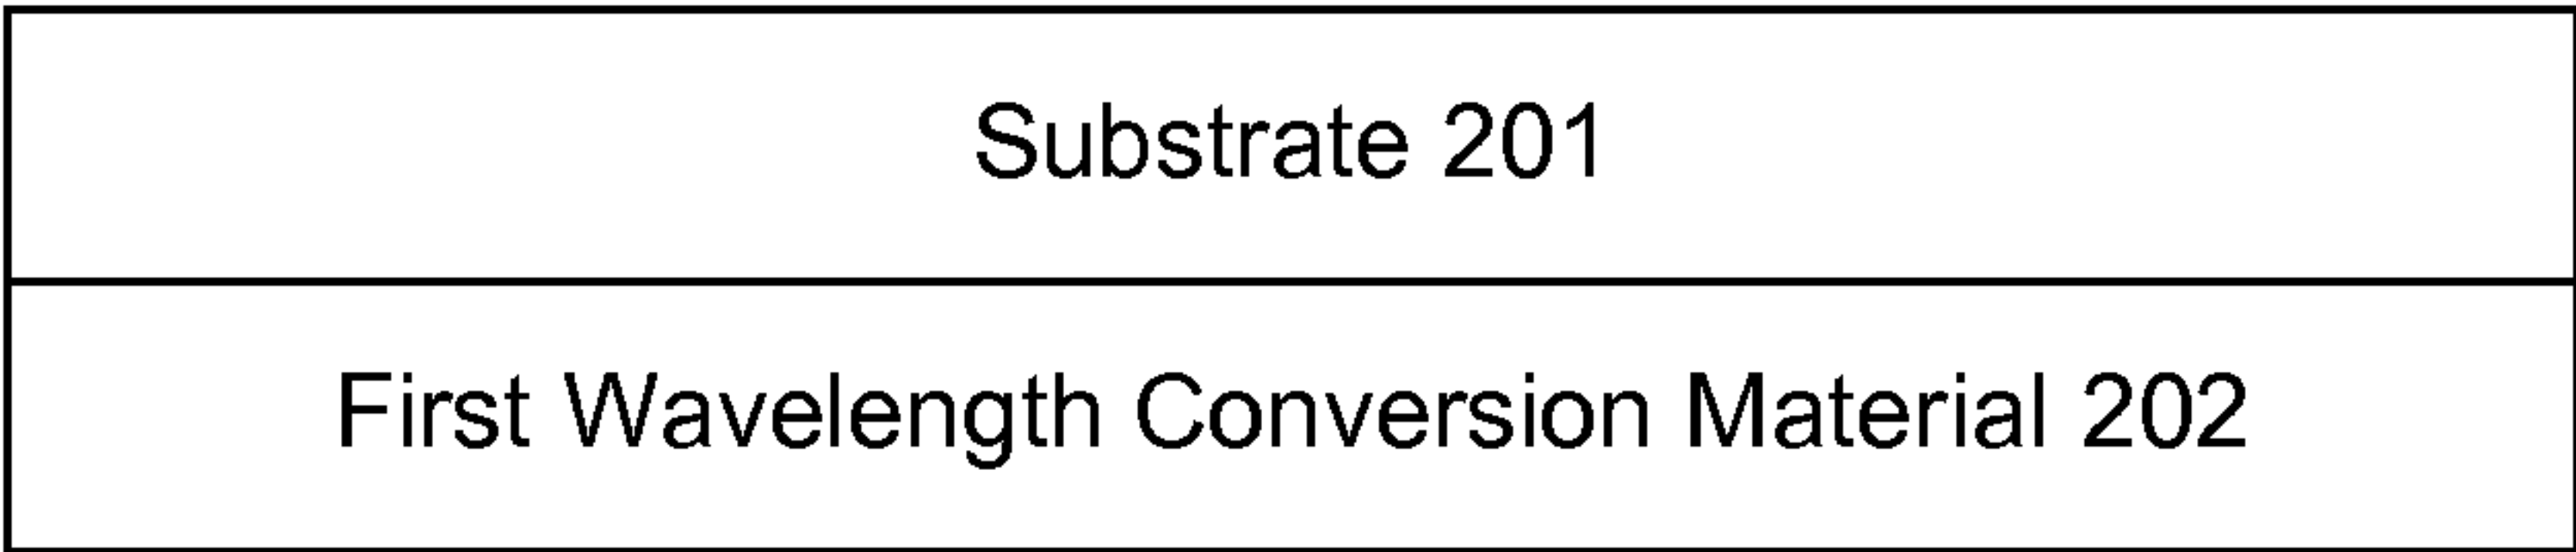 Substrate 201
First Wavelength Conversion Material 202